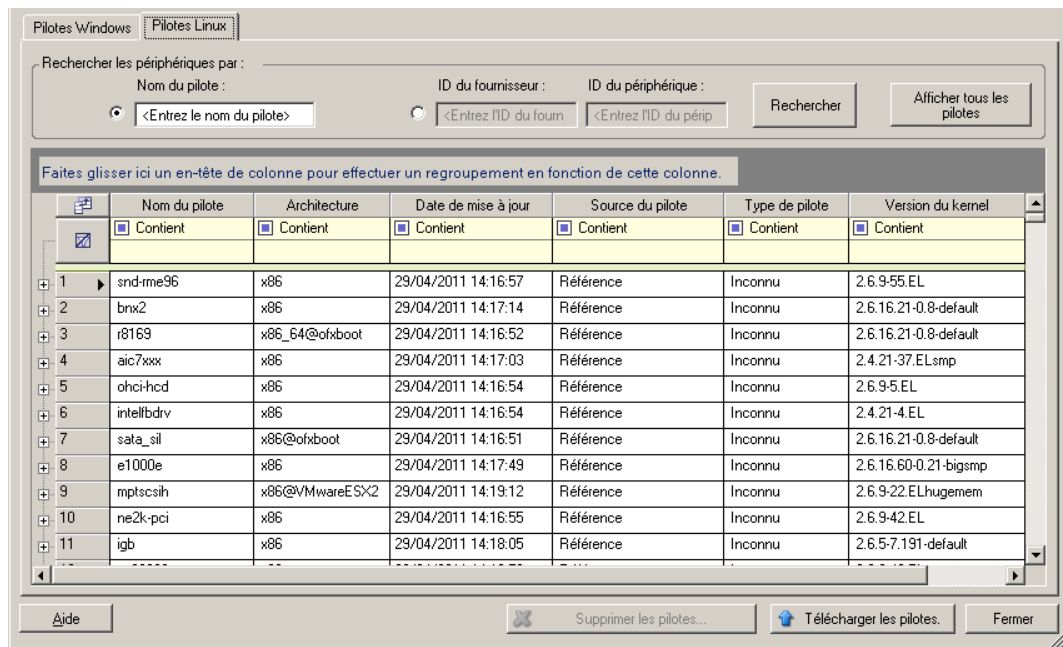 Pilotes Windows Pilotes Linux
Rechercher les périphériques par :
Nom du pilote : ID du fournisseur : ID du périphérique :
<Entrez le nom du pilote> <Entrez l'ID du fourn <Entrez l'ID du périp Rechercher Afficher tous les pilotes
Faites glisser ici un en-tête de colonne pour effectuer un regroupement en fonction de cette colonne.
Nom du pilote Architecture Date de mise à jour Source du pilote Type de pilote Version du kernel
Contient Contient Contient Contient Contient Contient
1 snd-rme96 x86 29/04/2011 14:16:57 Référence Inconnu 2.6.9-55.EL
2 bnx2 x86 29/04/2011 14:17:14 Référence Inconnu 2.6.16.21-0.8-default
3 r8169 x86_64@ofxboot 29/04/2011 14:16:52 Référence Inconnu 2.6.16.21-0.8-default
4 aic7xxx x86 29/04/2011 14:17:03 Référence Inconnu 2.4.21-37.ELsmp
5 ohci-hcd x86 29/04/2011 14:16:54 Référence Inconnu 2.6.9-5.EL
6 intelfbdrv x86 29/04/2011 14:16:54 Référence Inconnu 2.4.21-4.EL
7 sata_sil x86@ofxboot 29/04/2011 14:16:51 Référence Inconnu 2.6.16.21-0.8-default
8 e1000e x86 29/04/2011 14:17:49 Référence Inconnu 2.6.16.60-0.21-bigsmp
9 mptscsih x86@VMwareESX2 29/04/2011 14:19:12 Référence Inconnu 2.6.9-22.ELhugemem
10 ne2k-pci x86 29/04/2011 14:16:55 Référence Inconnu 2.6.9-42.EL
11 igb x86 29/04/2011 14:18:05 Référence Inconnu 2.6.5-7.191-default
Aide Supprimer les pilotes... Télécharger les pilotes. Fermer